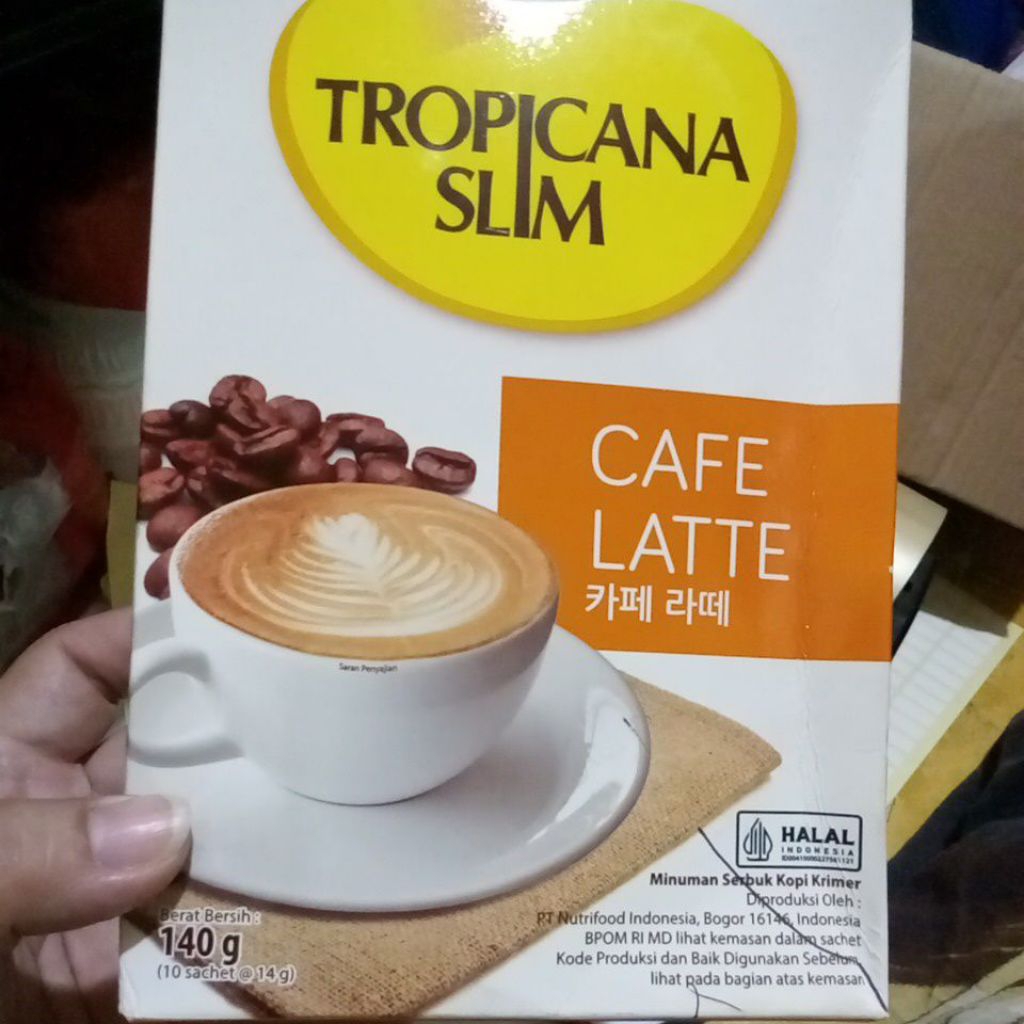 TROPICANA
SLIM
CAFE
LATTE
카페 라떼
Saran Penyajian
HALAL
INDONESIA
Minuman Serbuk Kopi Krimer
Diproduksi Oleh :
PT Nutrifood Indonesia, Bogor 16146, Indonesia
BPOM RI MD lihat kemasan dalam sachet
Kode Produksi dan Baik Digunakan Sebelum,
lihat pada bagian atas kemasan
Berat Bersih :
140 g
(10 sachet @ 14 g)